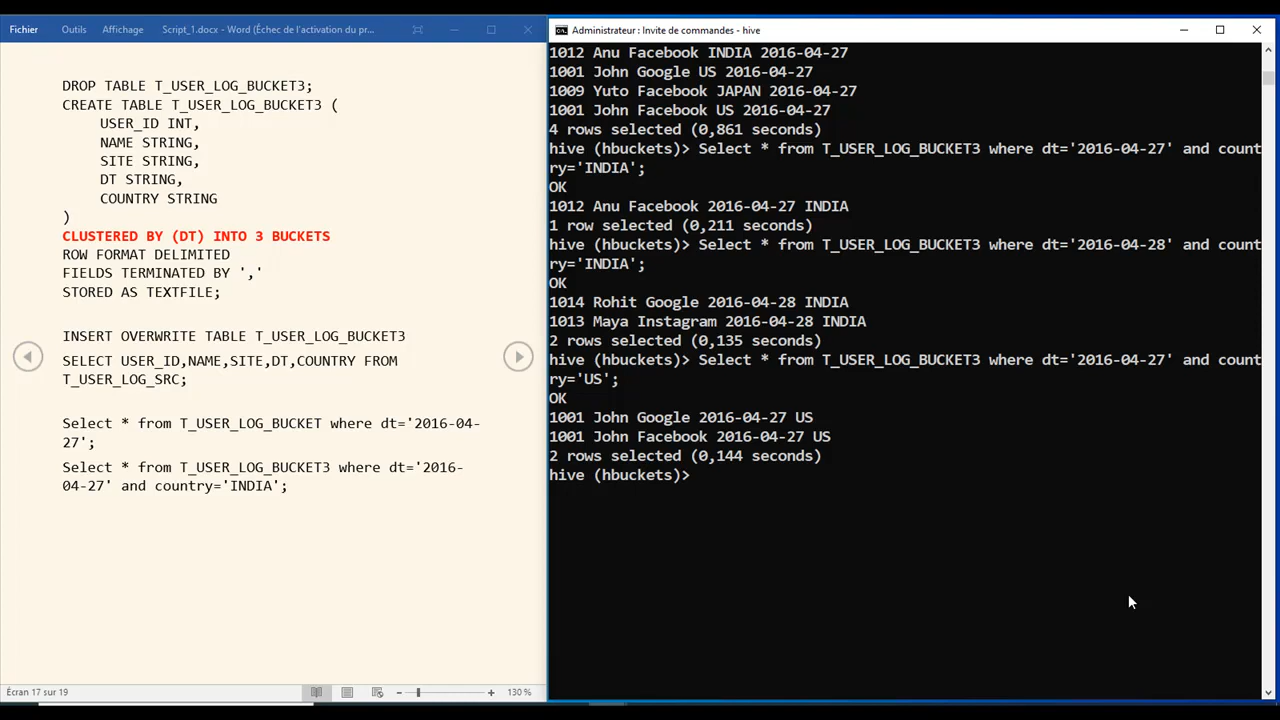 Fichier Outils Affichage Script_1.docx - Word (Échec de l'activation du pr...
DROP TABLE T_USER_LOG_BUCKET3;
CREATE TABLE T_USER_LOG_BUCKET3 (
USER_ID INT,
NAME STRING,
SITE STRING,
DT STRING,
COUNTRY STRING
)
CLUSTERED BY (DT) INTO 3 BUCKETS
ROW FORMAT DELIMITED
FIELDS TERMINATED BY ','
STORED AS TEXTFILE;
INSERT OVERWRITE TABLE T_USER_LOG_BUCKET3
SELECT USER_ID,NAME,SITE,DT,COUNTRY FROM
T_USER_LOG_SRC;
Select * from T_USER_LOG_BUCKET where dt='2016-04-
27';
Select * from T_USER_LOG_BUCKET3 where dt='2016-
04-27' and country='INDIA';
Écran 17 sur 19
130 %
Administrateur : Invite de commandes - hive
1012 Anu Facebook INDIA 2016-04-27
1001 John Google US 2016-04-27
1009 Yuto Facebook JAPAN 2016-04-27
1001 John Facebook US 2016-04-27
4 rows selected (0,861 seconds)
hive (hbuckets)> Select * from T_USER_LOG_BUCKET3 where dt='2016-04-27' and count
ry='INDIA';
OK
1012 Anu Facebook 2016-04-27 INDIA
1 row selected (0,211 seconds)
hive (hbuckets)> Select * from T_USER_LOG_BUCKET3 where dt='2016-04-28' and count
ry='INDIA';
OK
1014 Rohit Google 2016-04-28 INDIA
1013 Maya Instagram 2016-04-28 INDIA
2 rows selected (0,135 seconds)
hive (hbuckets)> Select * from T_USER_LOG_BUCKET3 where dt='2016-04-27' and count
ry='US';
OK
1001 John Google 2016-04-27 US
1001 John Facebook 2016-04-27 US
2 rows selected (0,144 seconds)
hive (hbuckets)>